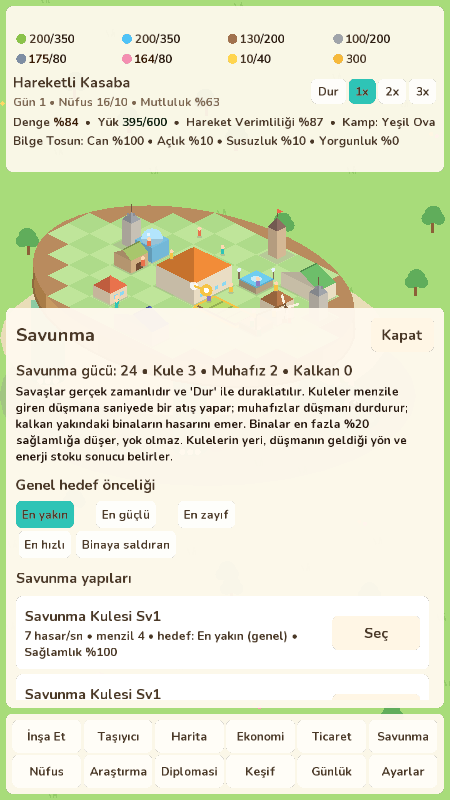 200/350 200/350 130/200 100/200
175/80 164/80 10/40 300
Hareketli Kasaba
Gün 1 • Nüfus 16/10 • Mutluluk %63
Dur 1x 2x 3x
Denge %84 • Yük 395/600 • Hareket Verimliliği %87 • Kamp: Yeşil Ova
Bilge Tosun: Can %100 • Açlık %10 • Susuzluk %10 • Yorgunluk %0
Savunma
Kapat
Savunma gücü: 24 • Kule 3 • Muhafız 2 • Kalkan 0
Savaşlar gerçek zamanlıdır ve 'Dur' ile duraklatılır. Kuleler menzile
giren düşmana saniyede bir atış yapar; muhafızlar düşmanı durdurur;
kalkan yakındaki binaların hasarını emer. Binalar en fazla %20
sağlamlığa düşer, yok olmaz. Kulelerin yeri, düşmanın geldiği yön ve
enerji stoku sonucu belirler.
Genel hedef önceliği
En yakın En güçlü En zayıf
En hızlı Binaya saldıran
Savunma yapıları
Savunma Kulesi Sv1
7 hasar/sn • menzil 4 • hedef: En yakın (genel) •
Sağlamlık %100
Seç
Savunma Kulesi Sv1
İnşa Et Taşıyıcı Harita Ekonomi Ticaret Savunma
Nüfus Araştırma Diplomasi Keşif Günlük Ayarlar